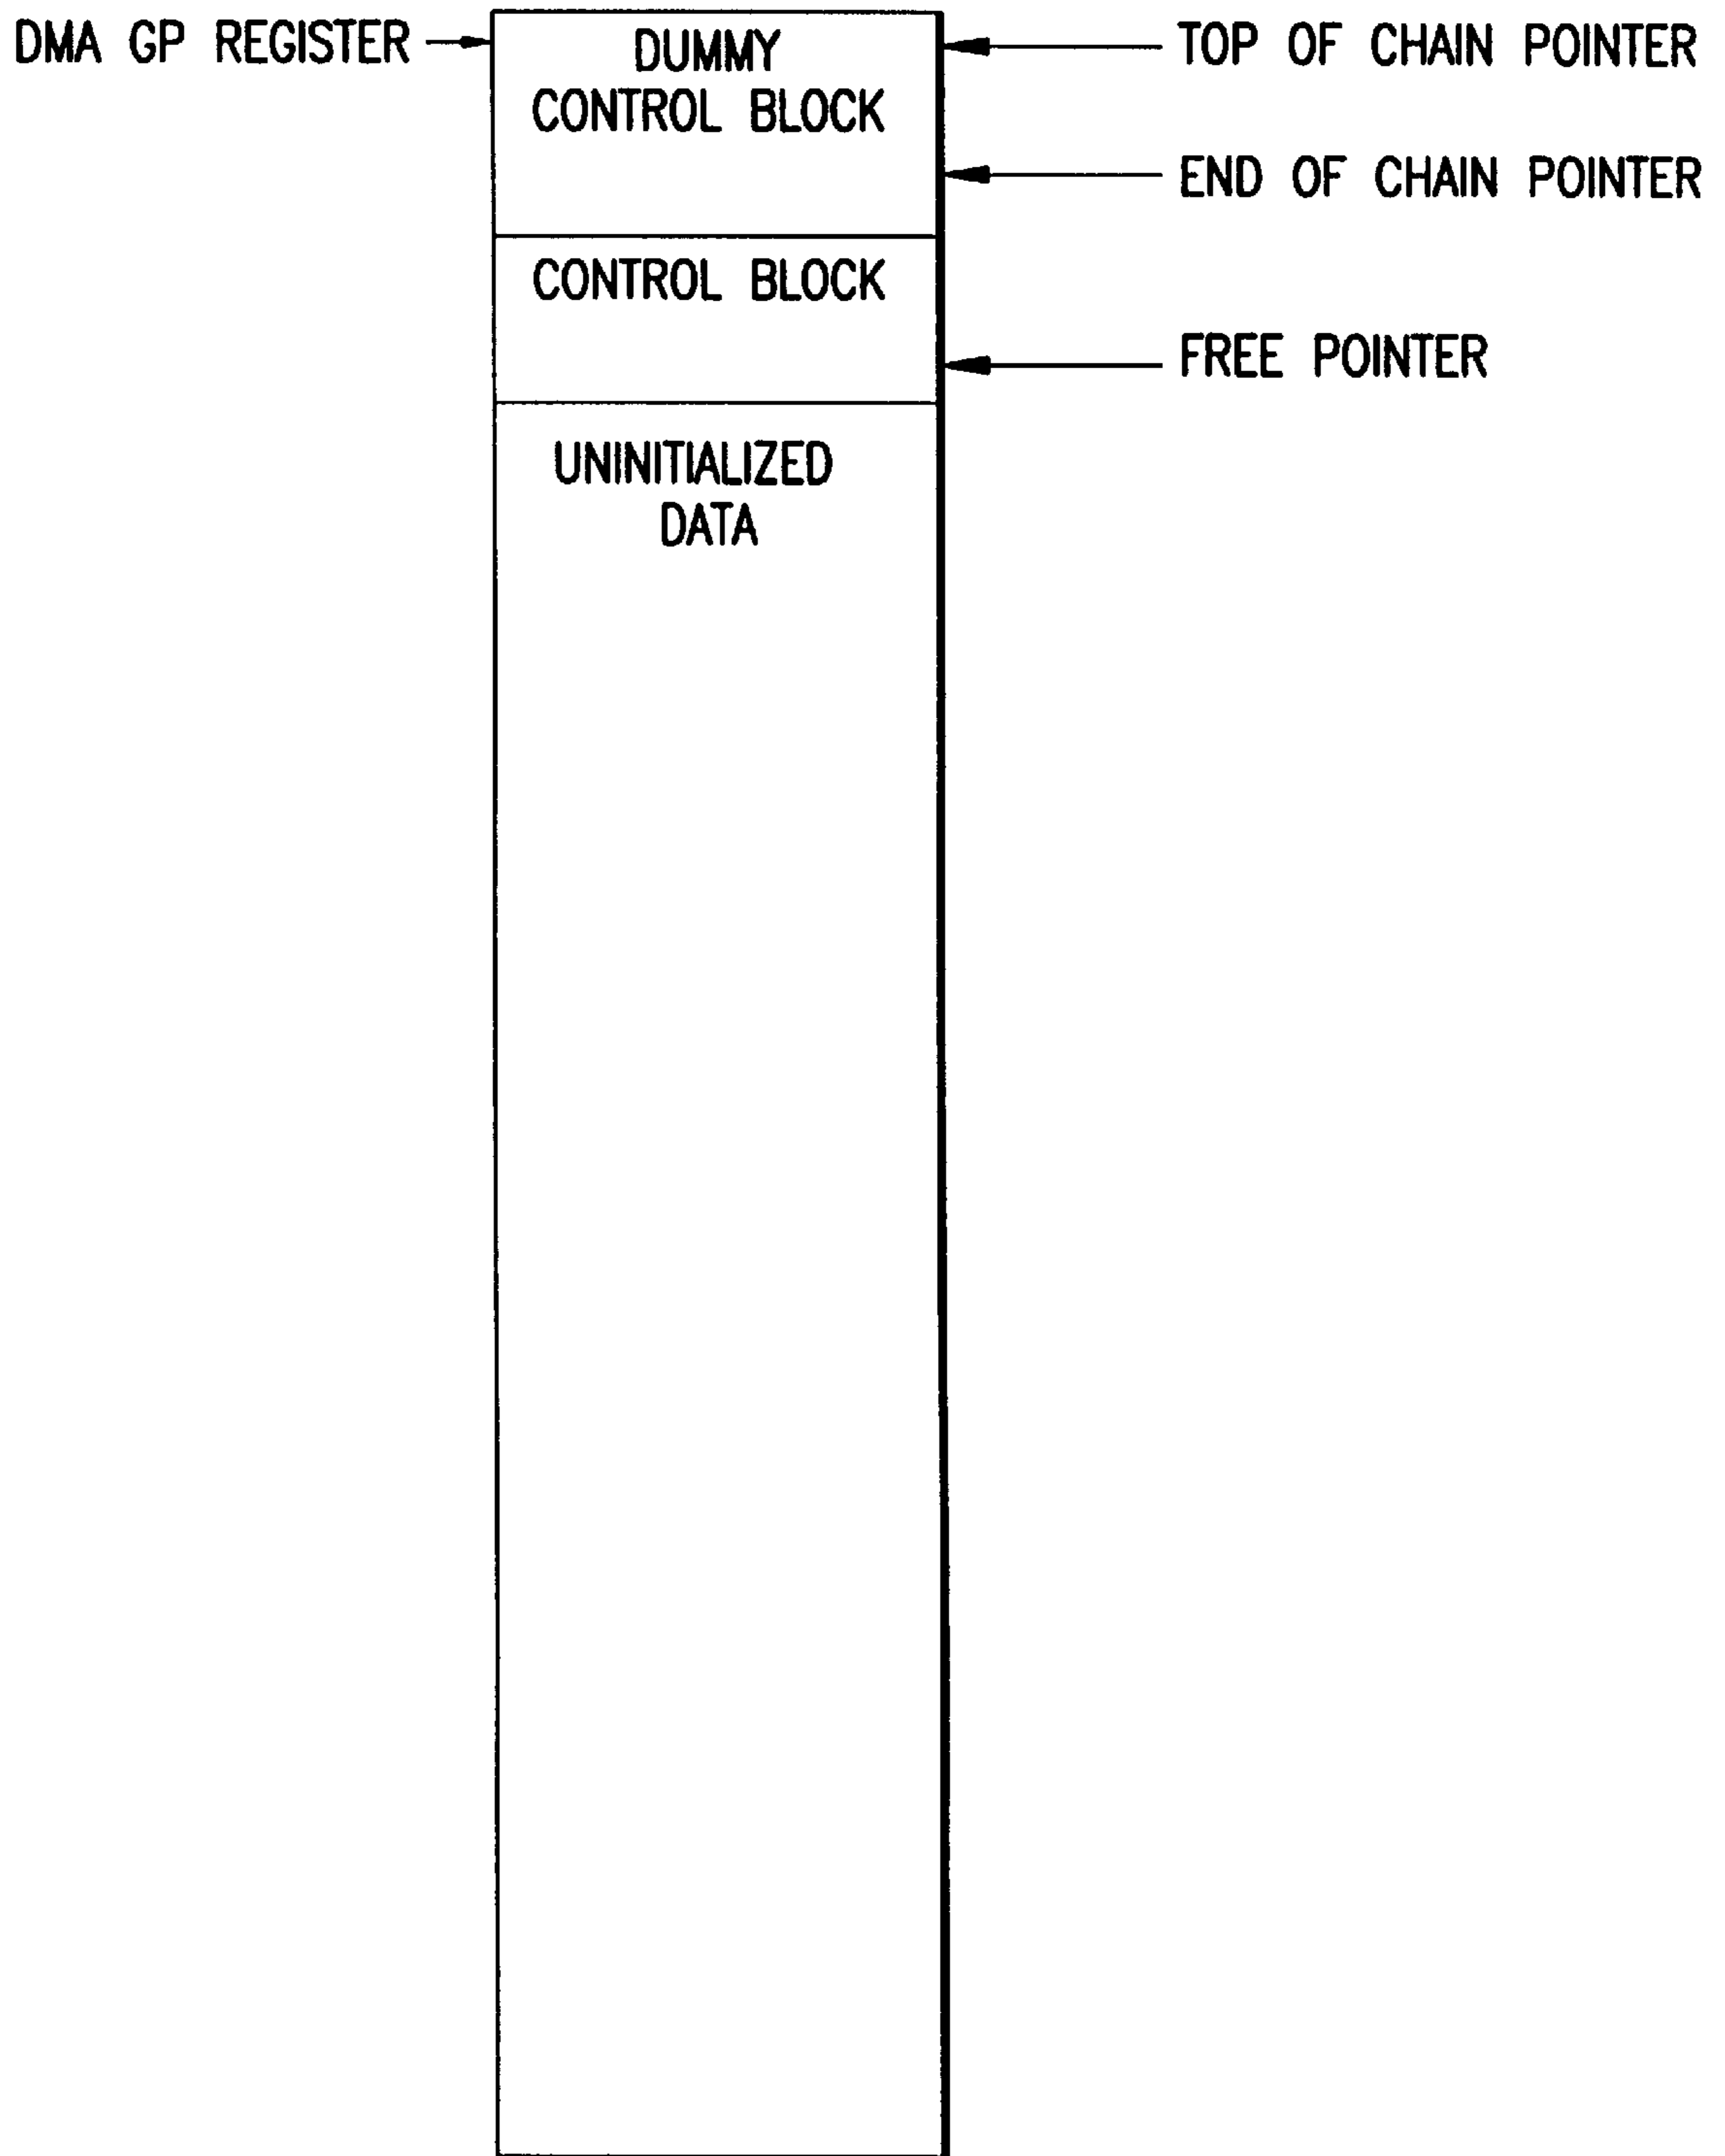 DMA GP REGISTER
DUMMY
CONTROL BLOCK
TOP OF CHAIN POINTER
END OF CHAIN POINTER
CONTROL BLOCK
FREE POINTER
UNINITIALIZED
DATA